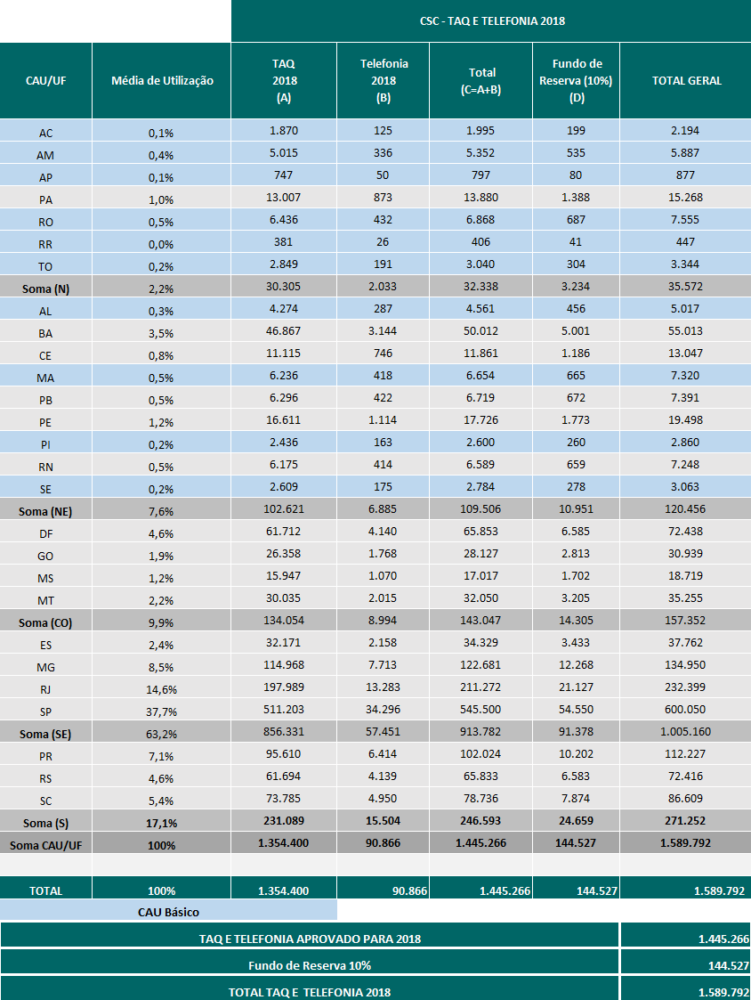 CSC - TAQ E TELEFONIA 2018
CAU/UF Média de Utilização TAQ 2018 (A) Telefonia 2018 (B) Total (C=A+B) Fundo de Reserva (10%) (D) TOTAL GERAL
AC 0,1% 1.870 125 1.995 199 2.194
AM 0,4% 5.015 336 5.352 535 5.887
AP 0,1% 747 50 797 80 877
PA 1,0% 13.007 873 13.880 1.388 15.268
RO 0,5% 6.436 432 6.868 687 7.555
RR 0,0% 381 26 406 41 447
TO 0,2% 2.849 191 3.040 304 3.344
Soma (N) 2,2% 30.305 2.033 32.338 3.234 35.572
AL 0,3% 4.274 287 4.561 456 5.017
BA 3,5% 46.867 3.144 50.012 5.001 55.013
CE 0,8% 11.115 746 11.861 1.186 13.047
MA 0,5% 6.236 418 6.654 665 7.320
PB 0,5% 6.296 422 6.719 672 7.391
PE 1,2% 16.611 1.114 17.726 1.773 19.498
PI 0,2% 2.436 163 2.600 260 2.860
RN 0,5% 6.175 414 6.589 659 7.248
SE 0,2% 2.609 175 2.784 278 3.063
Soma (NE) 7,6% 102.621 6.885 109.506 10.951 120.456
DF 4,6% 61.712 4.140 65.853 6.585 72.438
GO 1,9% 26.358 1.768 28.127 2.813 30.939
MS 1,2% 15.947 1.070 17.017 1.702 18.719
MT 2,2% 30.035 2.015 32.050 3.205 35.255
Soma (CO) 9,9% 134.054 8.994 143.047 14.305 157.352
ES 2,4% 32.171 2.158 34.329 3.433 37.762
MG 8,5% 114.968 7.713 122.681 12.268 134.950
RJ 14,6% 197.989 13.283 211.272 21.127 232.399
SP 37,7% 511.203 34.296 545.500 54.550 600.050
Soma (SE) 63,2% 856.331 57.451 913.782 91.378 1.005.160
PR 7,1% 95.610 6.414 102.024 10.202 112.227
RS 4,6% 61.694 4.139 65.833 6.583 72.416
SC 5,4% 73.785 4.950 78.736 7.874 86.609
Soma (S) 17,1% 231.089 15.504 246.593 24.659 271.252
Soma CAU/UF 100% 1.354.400 90.866 1.445.266 144.527 1.589.792
TOTAL 100% 1.354.400 90.866 1.445.266 144.527 1.589.792
CAU Básico
TAQ E TELEFONIA APROVADO PARA 2018 1.445.266
Fundo de Reserva 10% 144.527
TOTAL TAQ E TELEFONIA 2018 1.589.792